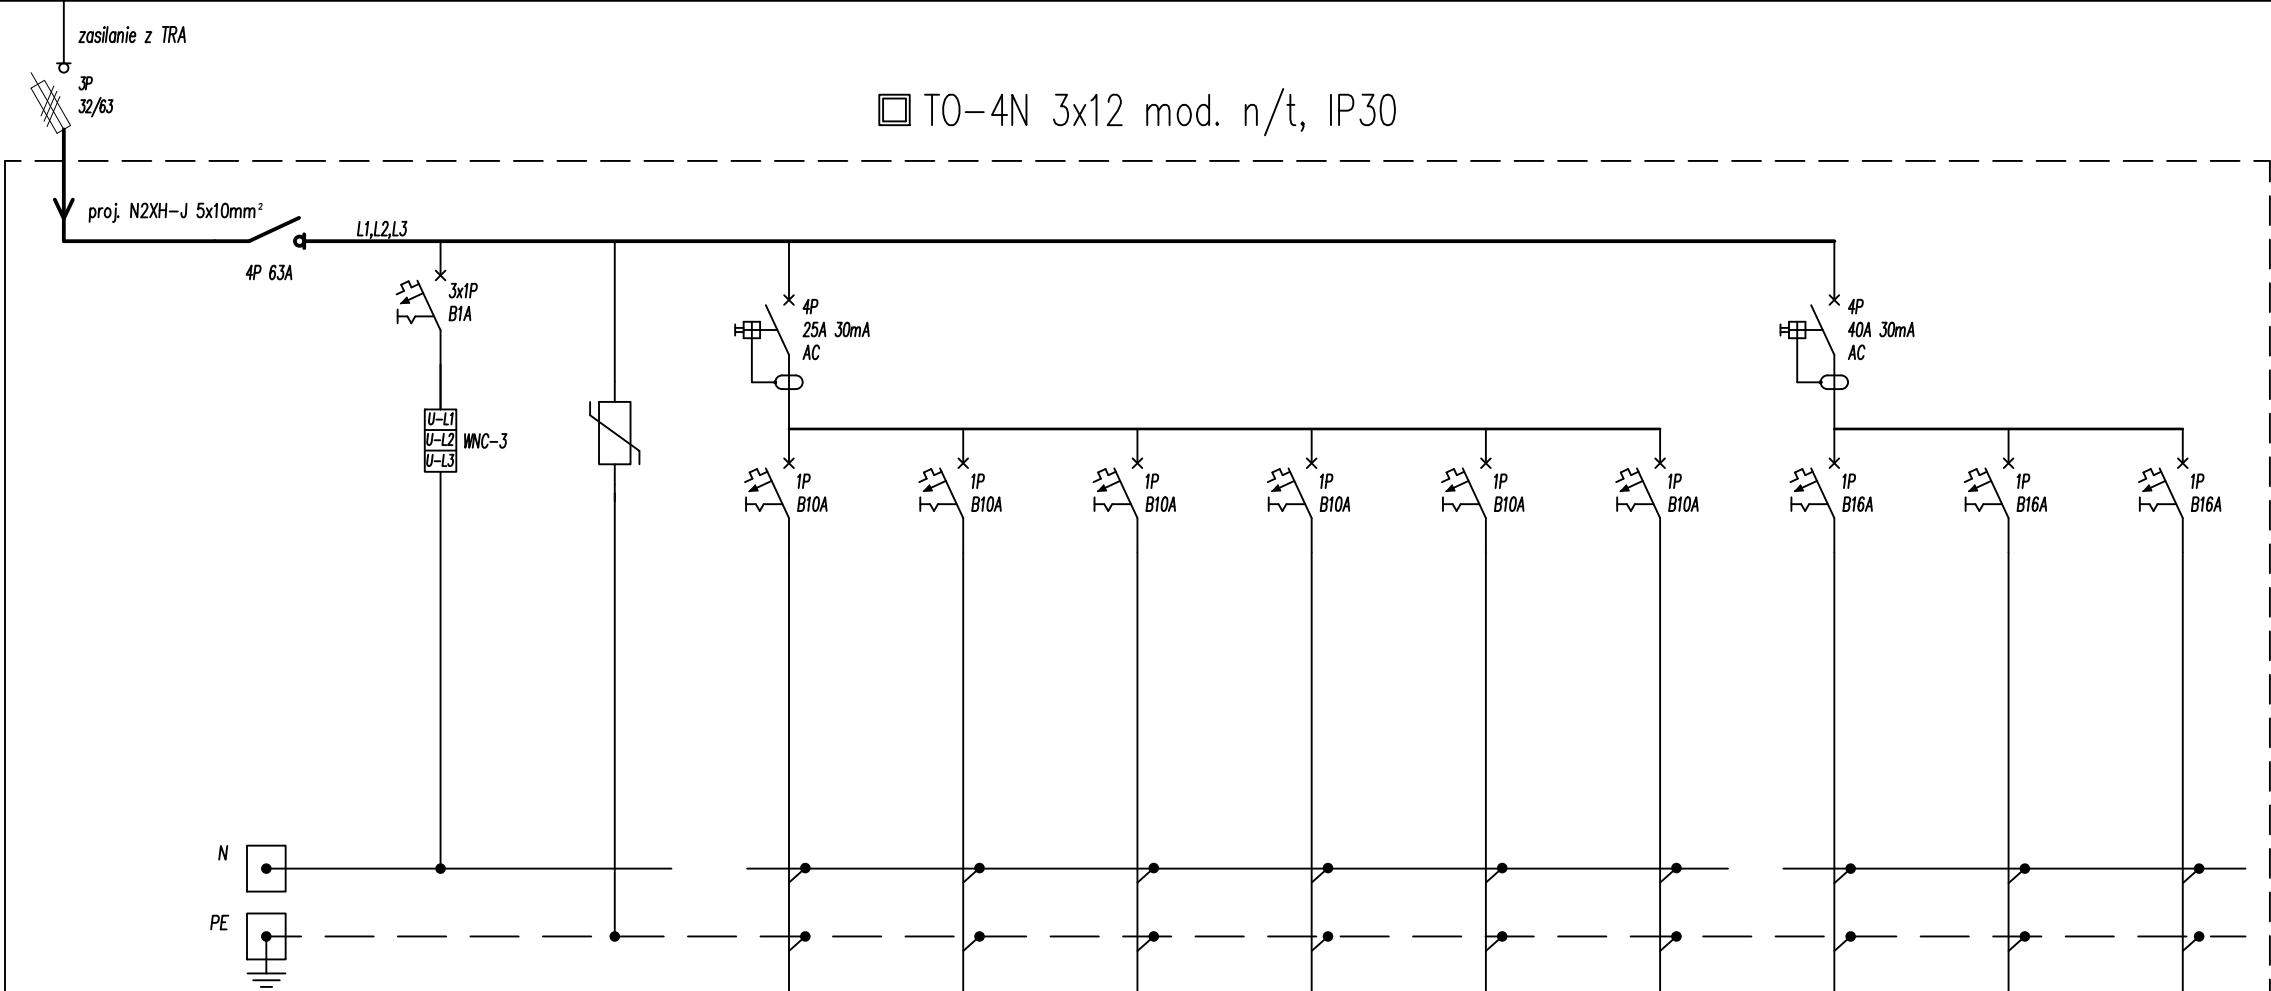 zasilanie z TRA
3P
32/63
TO-4N 3x12 mod. n/t, IP30
proj. N2XH-J 5x10mm²
L1,L2,L3
4P 63A
3x1P
B1A
4P
25A 30mA
AC
4P
40A 30mA
AC
U-L1
U-L2
U-L3
WNC-3
1P
B10A
1P
B10A
1P
B10A
1P
B10A
1P
B10A
1P
B10A
1P
B16A
1P
B16A
1P
B16A
N
PE